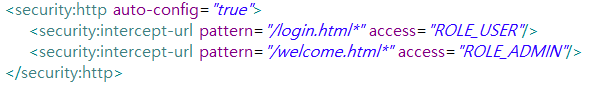 <security:http auto-config="true">
<security:intercept-url pattern="/login.html*" access="ROLE_USER"/>
<security:intercept-url pattern="/welcome.html*" access="ROLE_ADMIN"/>
</security:http>